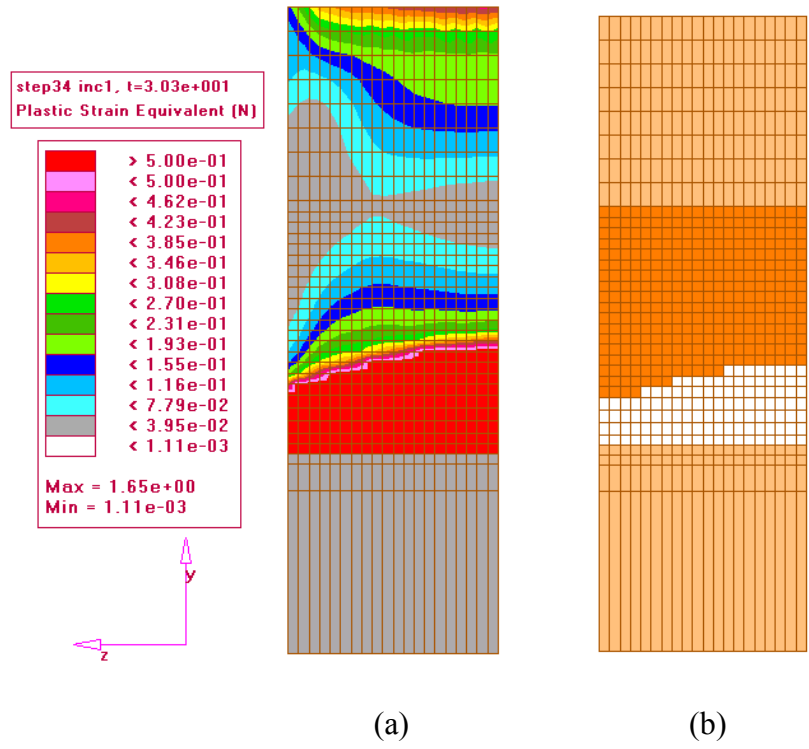 step34 inc1, t=3.03e+001
Plastic Strain Equivalent (N)
> 5.00e-01
< 5.00e-01
< 4.62e-01
< 4.23e-01
< 3.85e-01
< 3.46e-01
< 3.08e-01
< 2.70e-01
< 2.31e-01
< 1.93e-01
< 1.55e-01
< 1.16e-01
< 7.79e-02
< 3.95e-02
< 1.11e-03
Max = 1.65e+00
Min = 1.11e-03
y
z
(a)
(b)